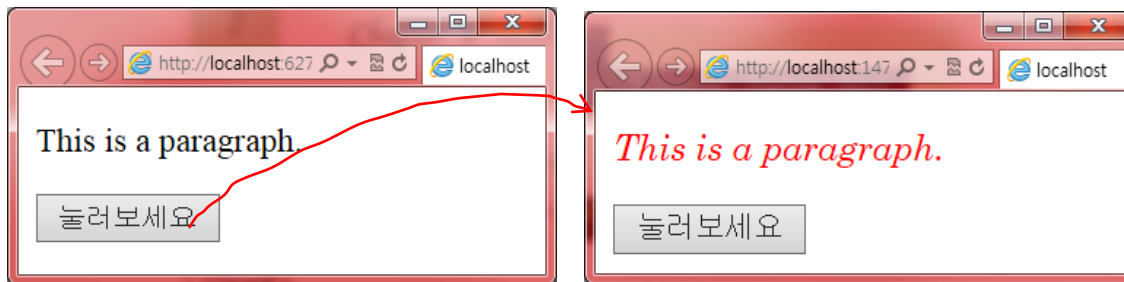 http://localhost:627
localhost
This is a paragraph.
눌러보세요
http://localhost:147
localhost
This is a paragraph.
눌러보세요